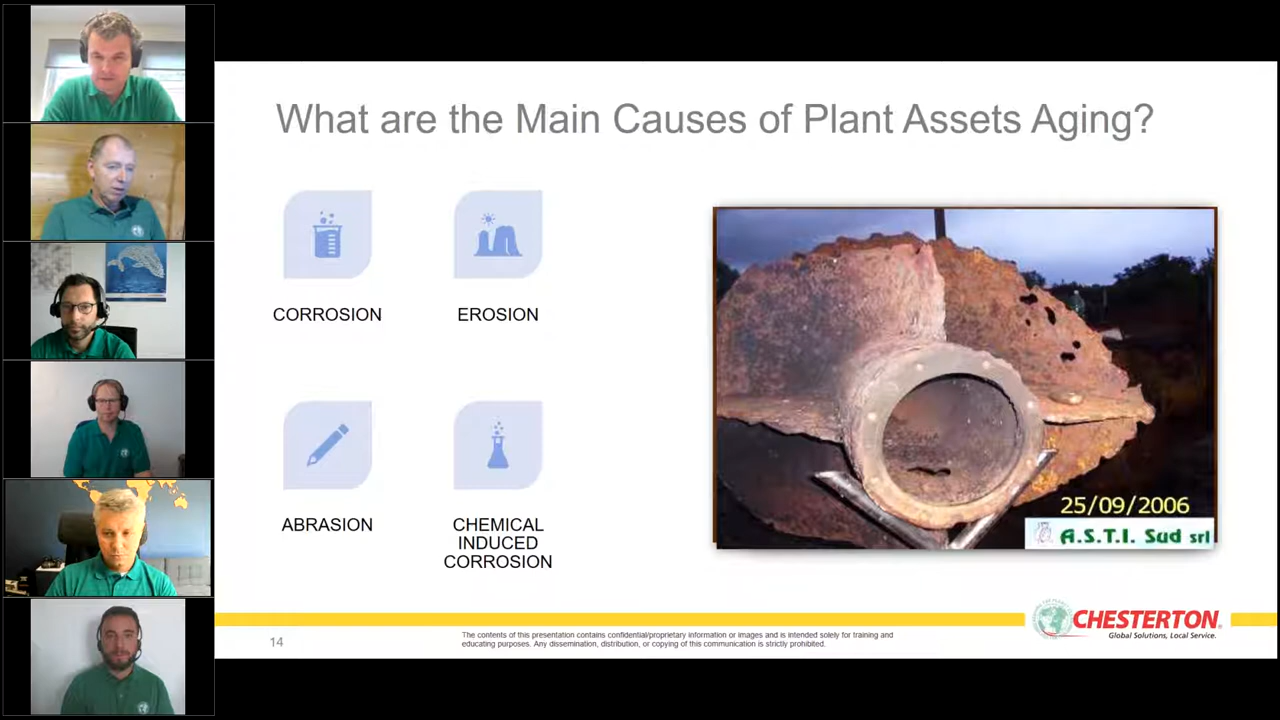 What are the Main Causes of Plant Assets Aging?
CORROSION
EROSION
ABRASION
CHEMICAL
INDUCED
CORROSION
25/09/2006
A.S.T.I. Sud srl
14
The contents of this presentation contains confidential/proprietary information or images and is intended solely for training and
educating purposes. Any dissemination, distribution, or copying of this communication is strictly prohibited.
CHESTERTON®
Global Solutions, Local Service.